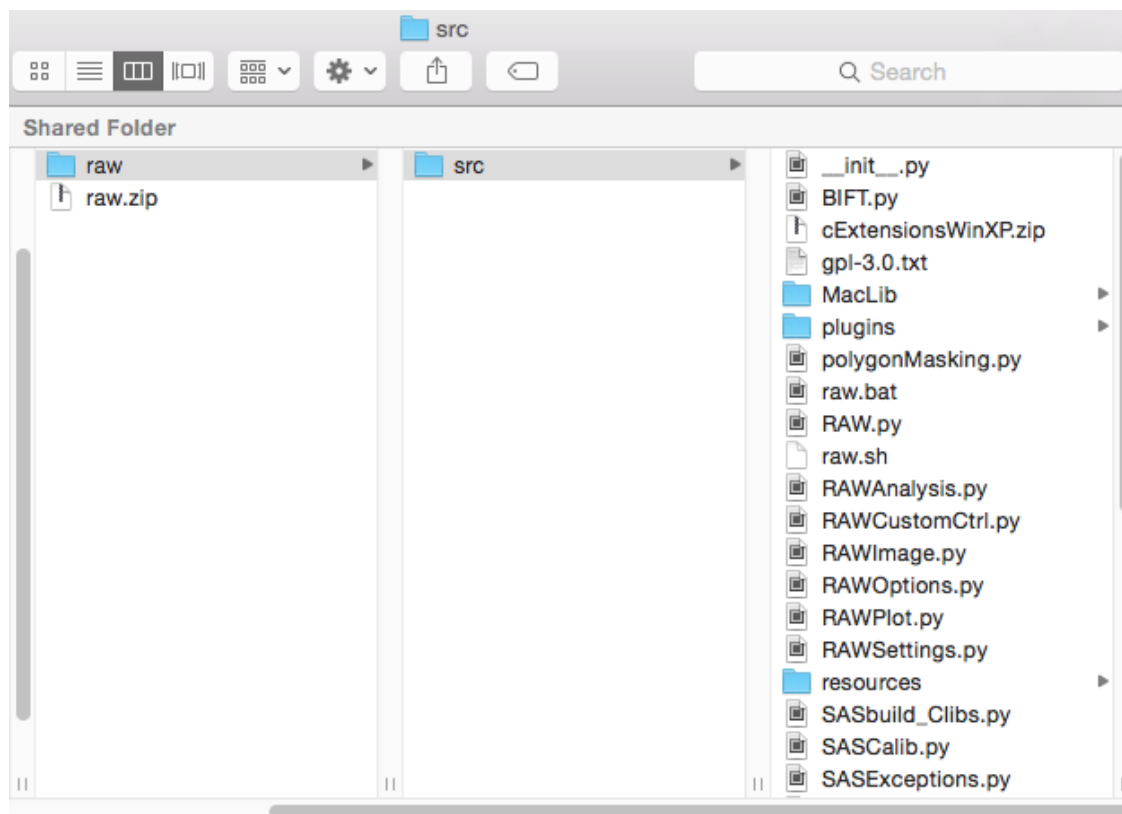 src
Search
Shared Folder
raw
raw.zip
src
__init__.py
BIFT.py
cExtensionsWinXP.zip
gpl-3.0.txt
MacLib
plugins
polygonMasking.py
raw.bat
RAW.py
raw.sh
RAWAnalysis.py
RAWCustomCtrl.py
RAWImage.py
RAWOptions.py
RAWPlot.py
RAWSettings.py
resources
SASbuild_Clibs.py
SASCalib.py
SASExceptions.py